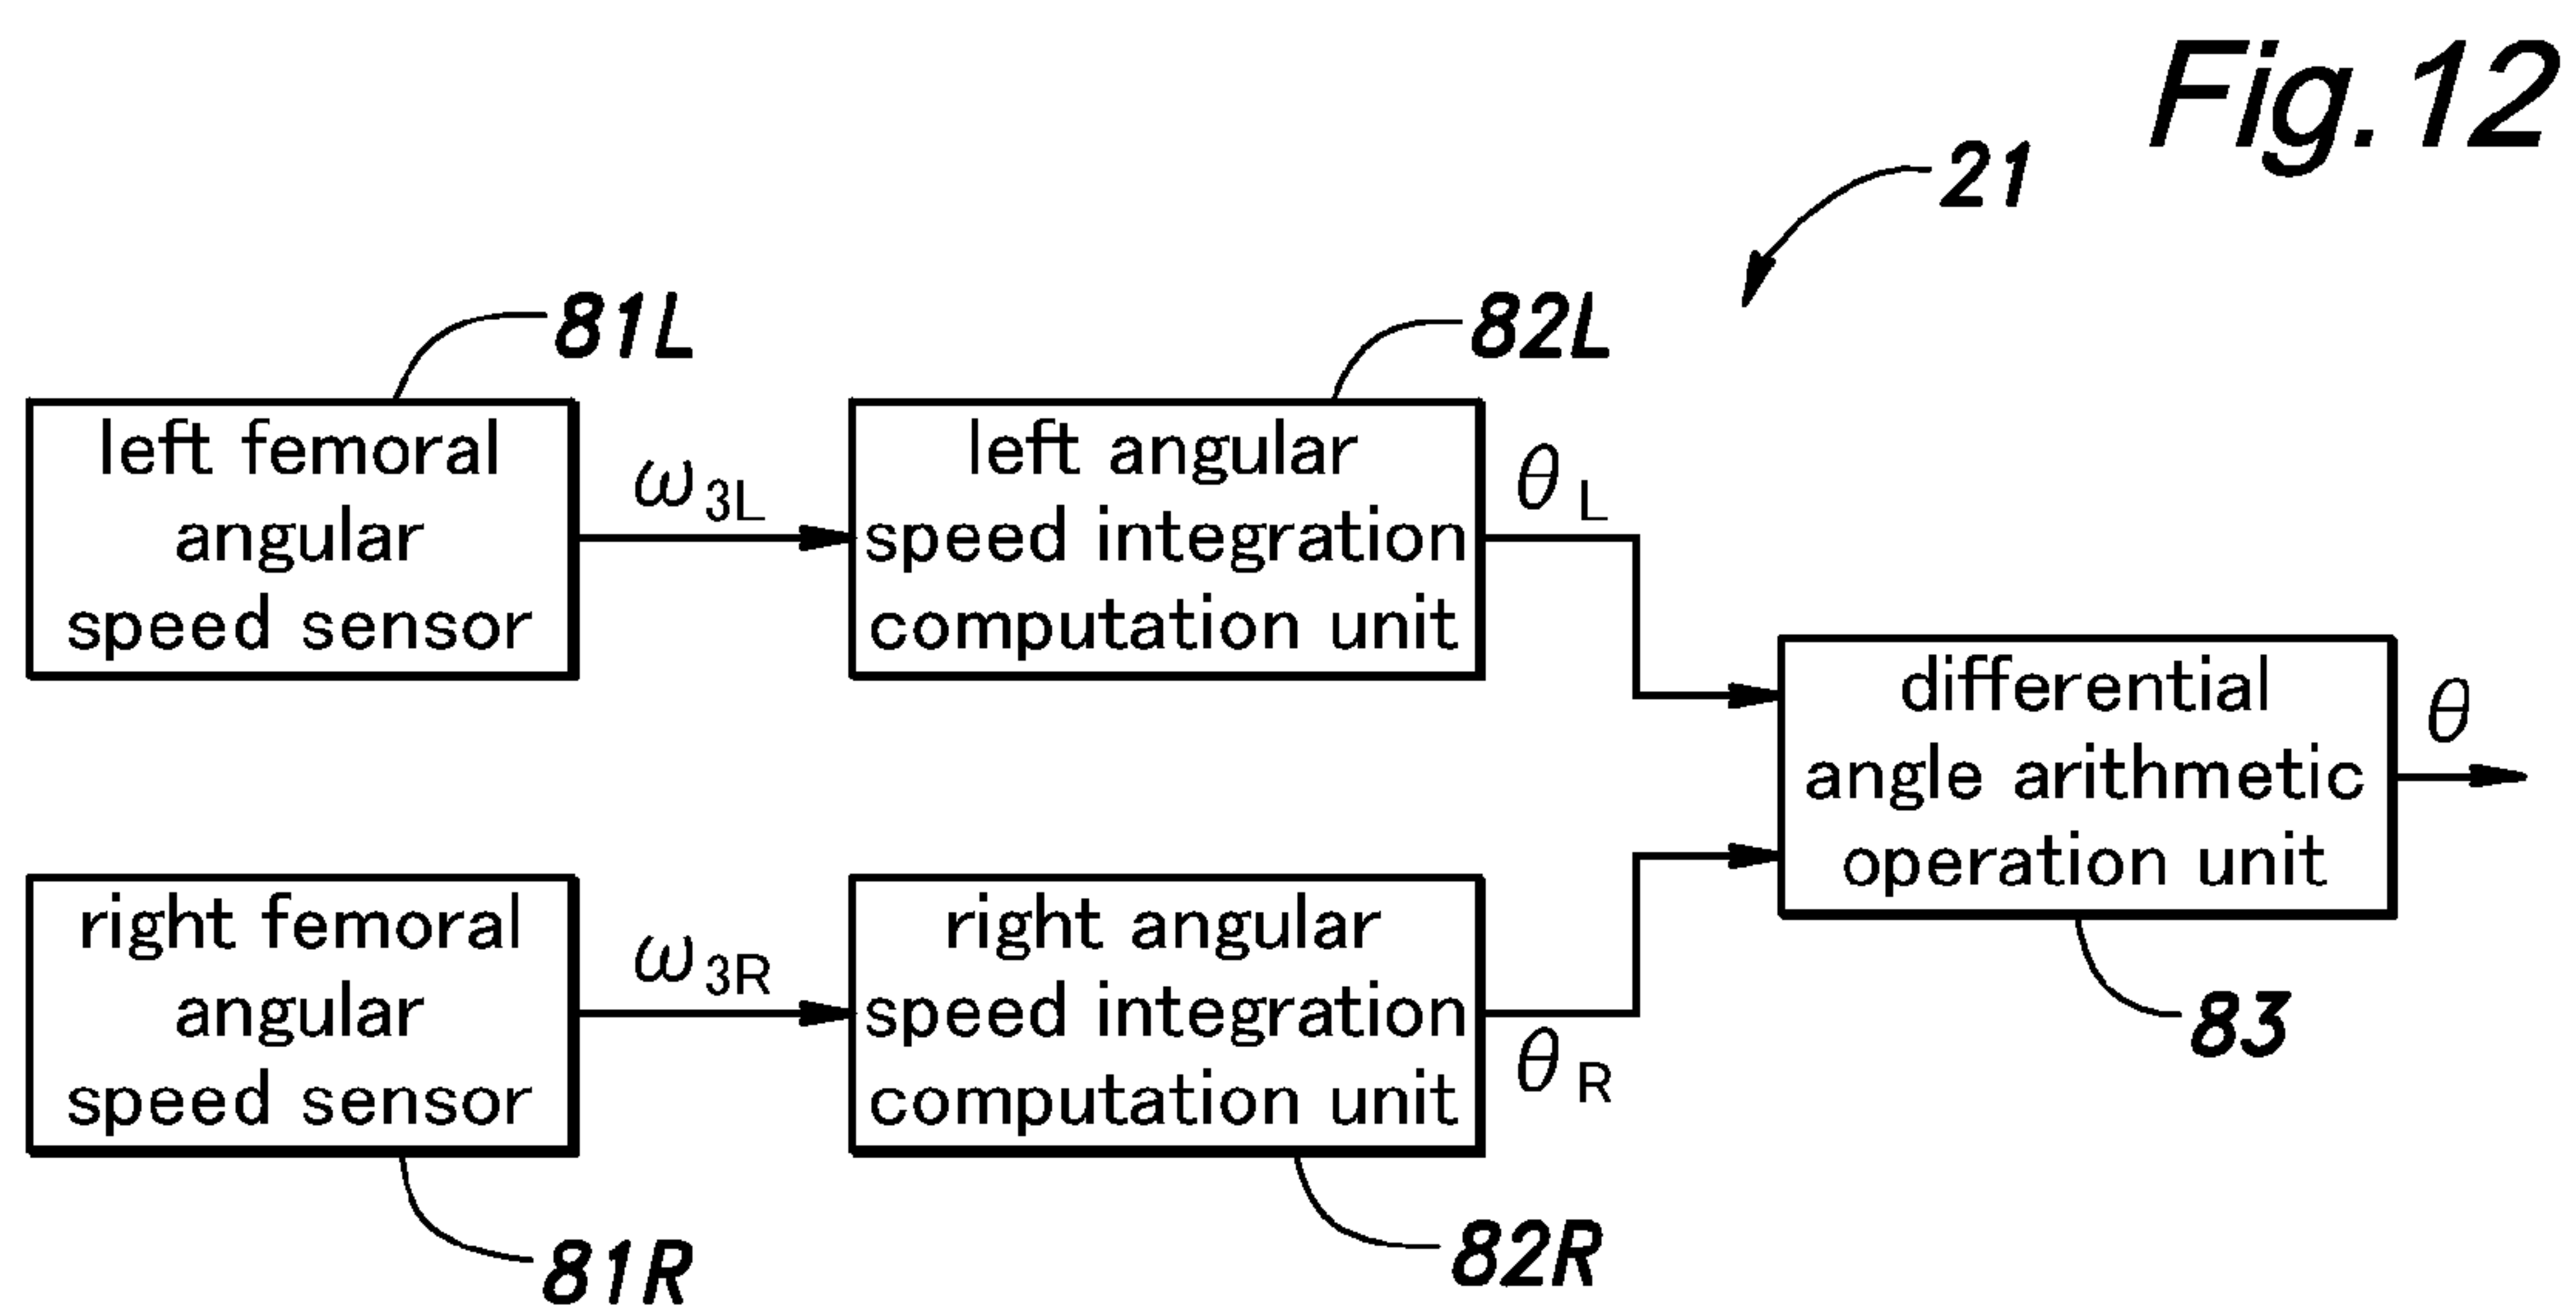 Fig.12
21
81L
82L
left femoral
angular
speed sensor
ω3L
left angular
speed integration
computation unit
θL
differential
angle arithmetic
operation unit
θ
83
right femoral
angular
speed sensor
ω3R
right angular
speed integration
computation unit
θR
81R
82R